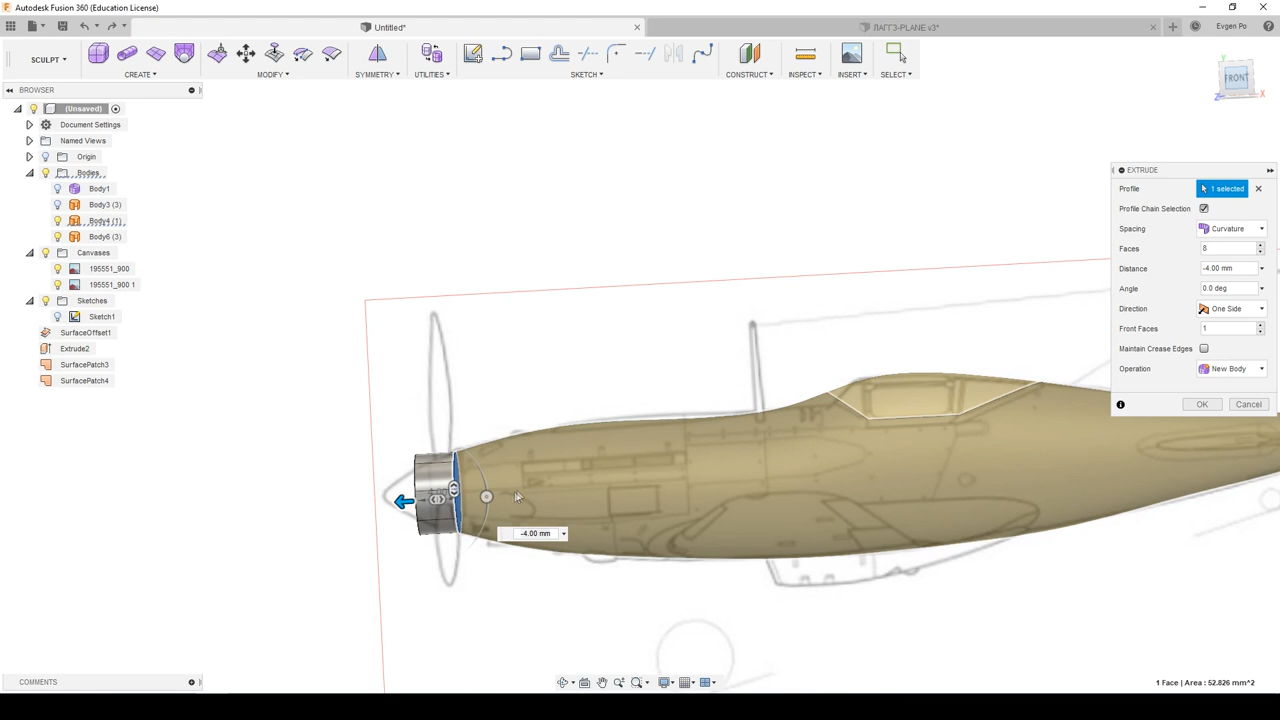 Autodesk Fusion 360 (Education License)
Untitled*
ЛАГГЗ-PLANE v3*
Evgen Po
SCULPT
CREATE
MODIFY
SYMMETRY
UTILITIES
SKETCH
CONSTRUCT
INSPECT
INSERT
SELECT
BROWSER
(Unsaved)
Document Settings
Named Views
Origin
Bodies
Body1
Body3 (3)
Body4 (1)
Body6 (3)
Canvases
195551_900
195551_900 1
Sketches
Sketch1
SurfaceOffset1
Extrude2
SurfacePatch3
SurfacePatch4
Y
FRONT
Z
X
EXTRUDE
Profile 1 selected
Profile Chain Selection
Spacing Curvature
Faces 8
Distance -4.00 mm
Angle 0.0 deg
Direction One Side
Front Faces 1
Maintain Crease Edges
Operation New Body
OK Cancel
-4.00 mm
COMMENTS
1 Face | Area : 52.826 mm^2